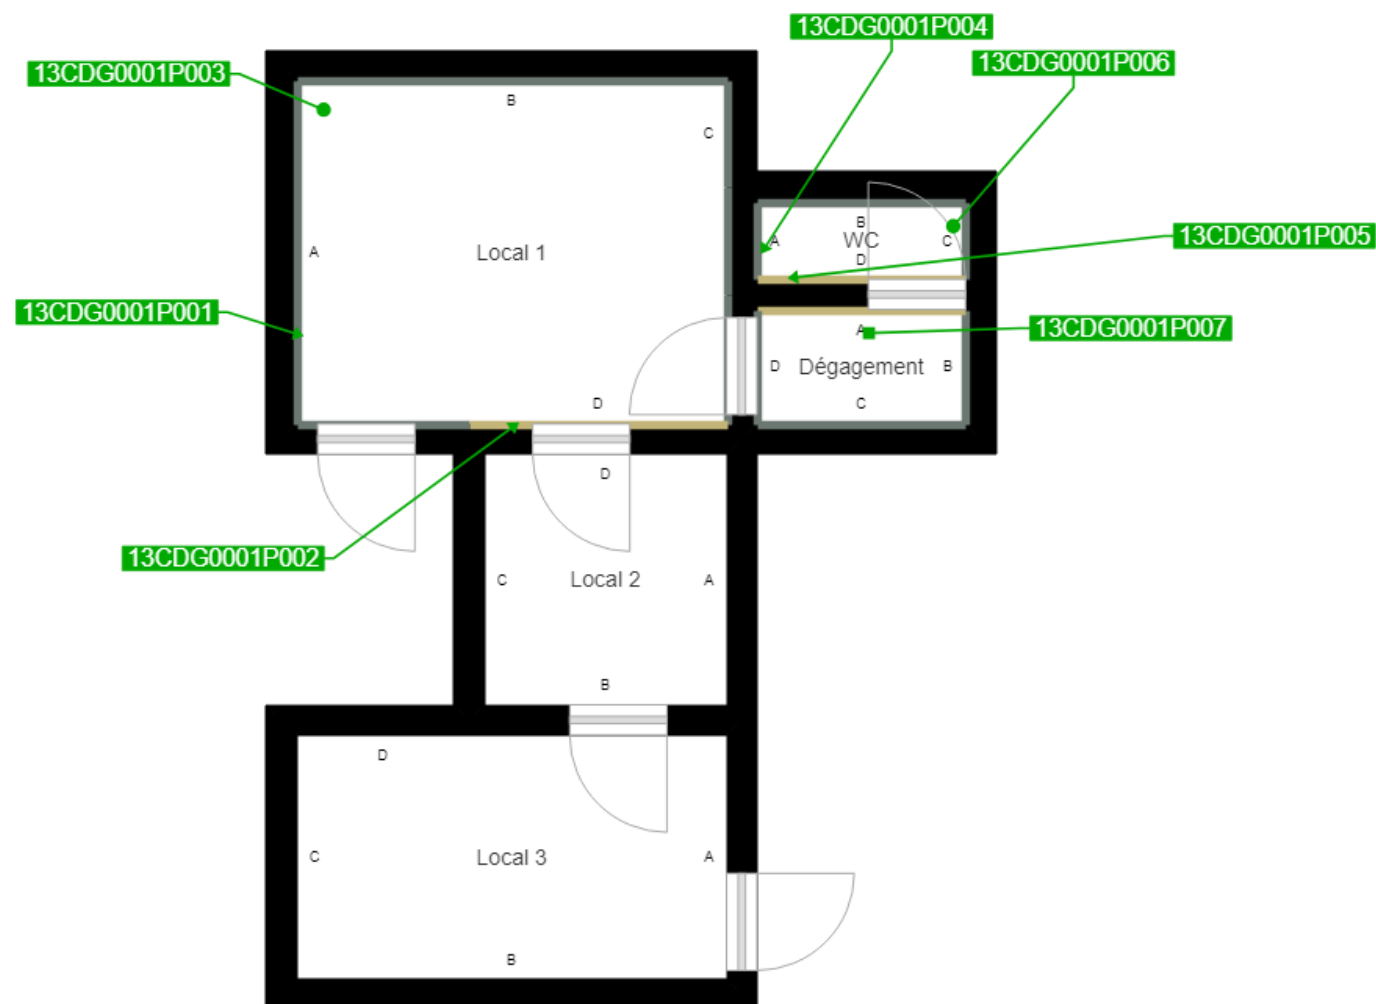 13CDG0001P004
13CDG0001P006
13CDG0001P003
B
C
B
13CDG0001P005
A
WC
C
A
Local 1
D
13CDG0001P001
A
13CDG0001P007
D
Dégagement
B
D
C
D
13CDG0001P002
C
Local 2
A
B
D
C
Local 3
A
B